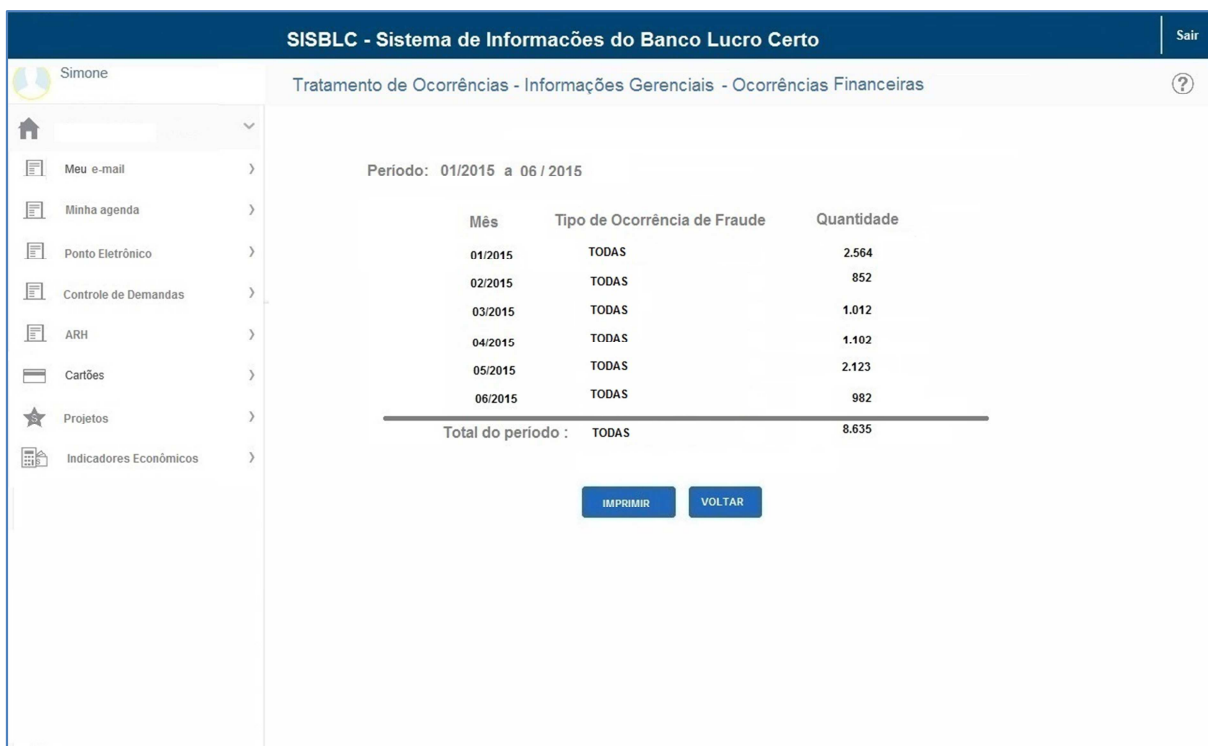 SISBLC - Sistema de Informacões do Banco Lucro Certo
Sair
Simone
Tratamento de Ocorrências - Informações Gerenciais - Ocorrências Financeiras
?
Meu e-mail
Minha agenda
Ponto Eletrônico
Controle de Demandas
ARH
Cartões
Projetos
Indicadores Econômicos
Período: 01/2015 a 06 / 2015
Mês Tipo de Ocorrência de Fraude Quantidade
01/2015 TODAS 2.564
02/2015 TODAS 852
03/2015 TODAS 1.012
04/2015 TODAS 1.102
05/2015 TODAS 2.123
06/2015 TODAS 982
Total do período : TODAS 8.635
IMPRIMIR VOLTAR